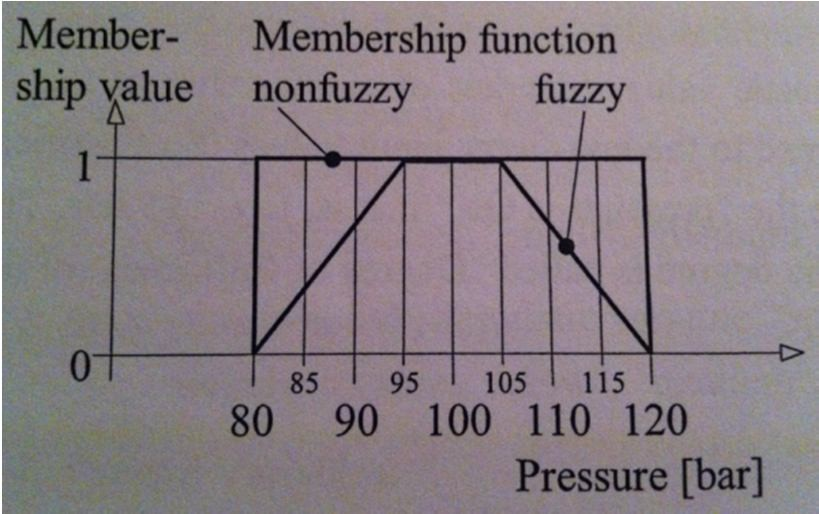 Member-
ship value
Membership function
nonfuzzy
fuzzy
1
0
85
95
105
115
80
90
100
110
120
Pressure [bar]